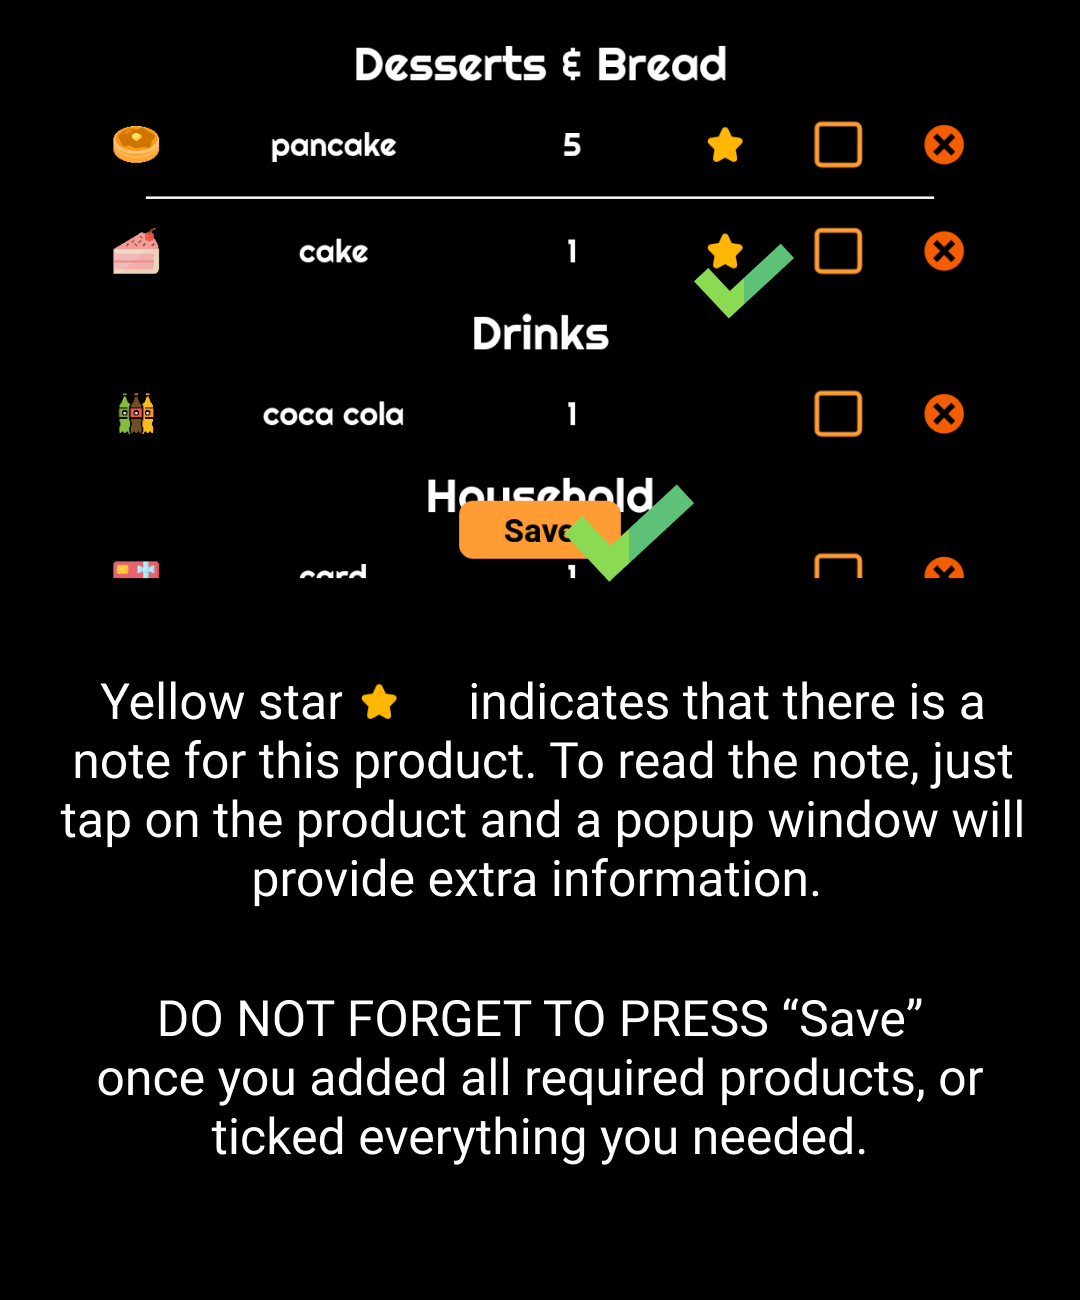 Desserts & Bread
pancake 5
cake 1
Drinks
coca cola 1
Household
Save
card 1
Yellow star indicates that there is a
note for this product. To read the note, just
tap on the product and a popup window will
provide extra information.
DO NOT FORGET TO PRESS “Save”
once you added all required products, or
ticked everything you needed.